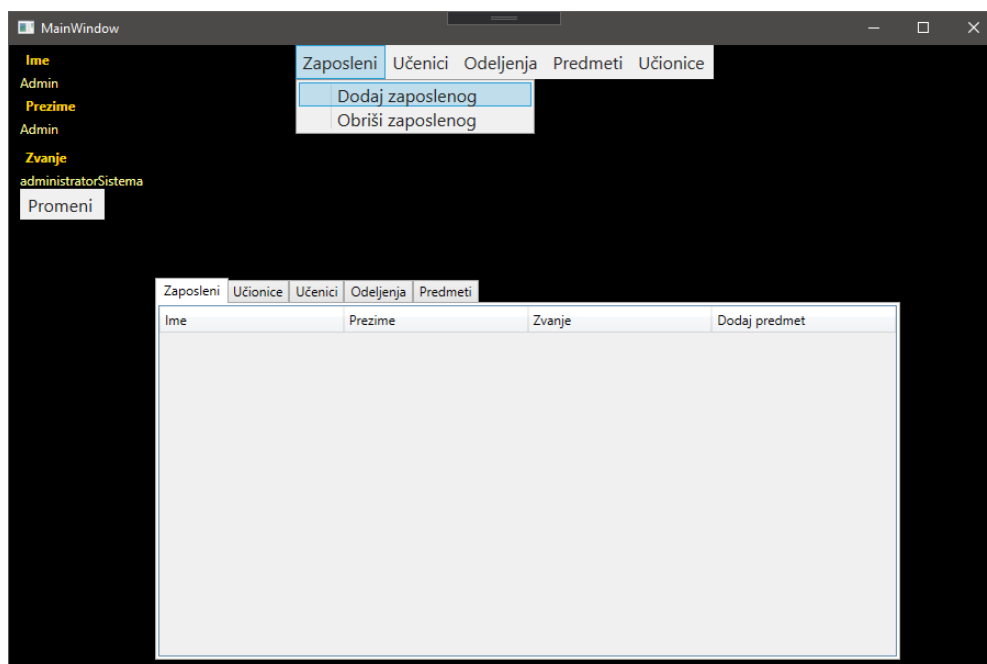 MainWindow
Ime
Admin
Prezime
Admin
Zvanje
administratorSistema
Promeni
Zaposleni Učenici Odeljenja Predmeti Učionice
Dodaj zaposlenog
Obriši zaposlenog
Zaposleni Učionice Učenici Odeljenja Predmeti
Ime Prezime Zvanje Dodaj predmet